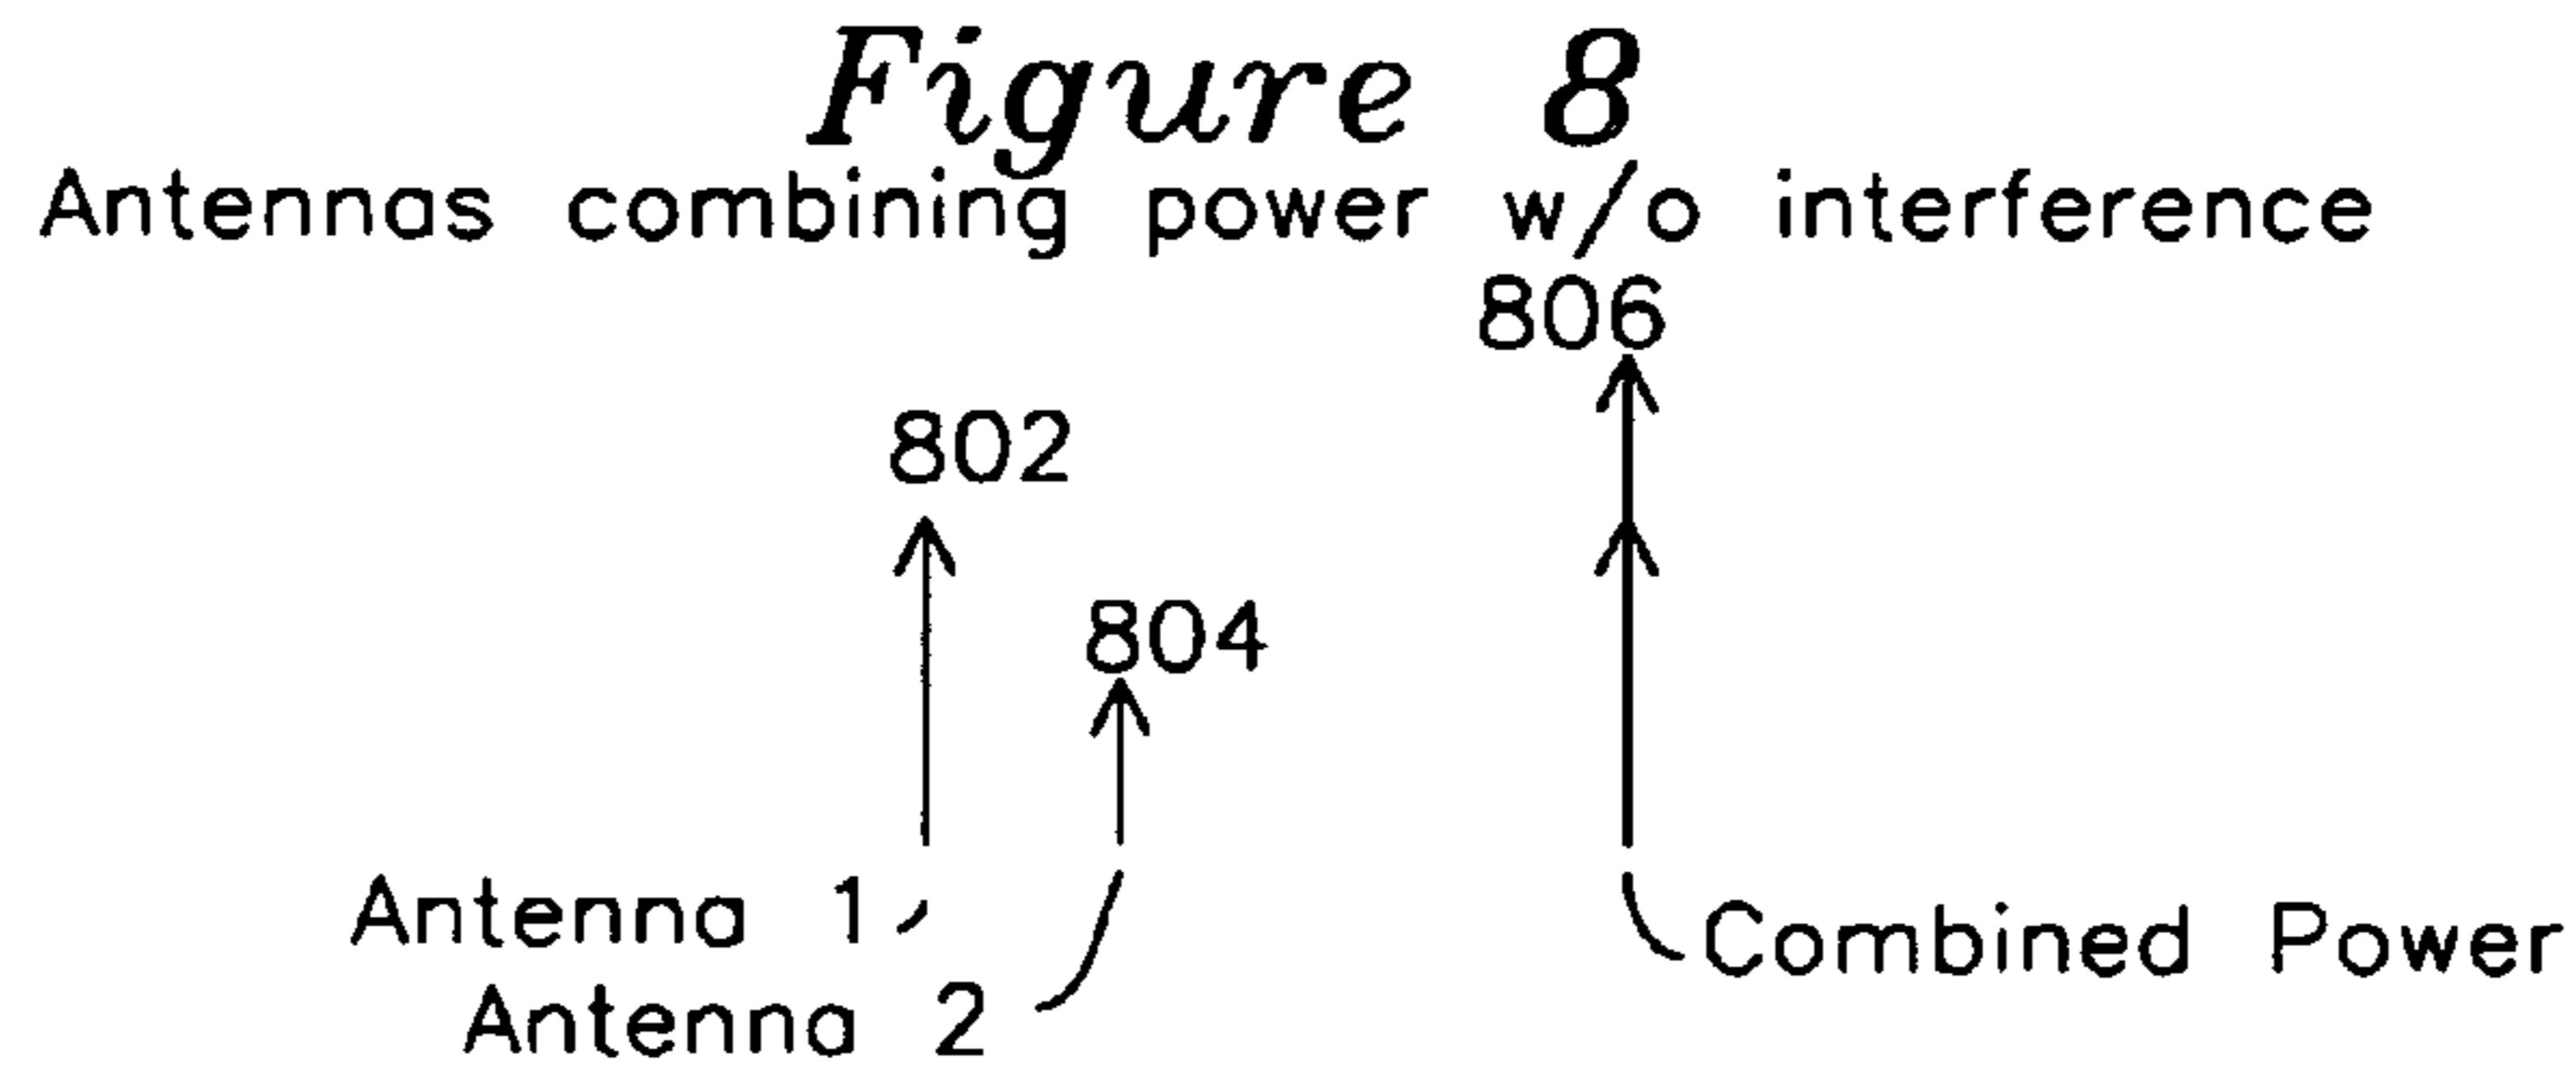 Figure 8
Antennas combining power w/o interference
806
802
804
Antenna 1
Combined Power
Antenna 2